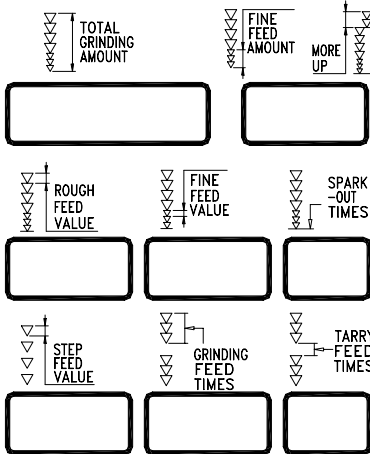 TOTAL
GRINDING
AMOUNT
FINE
FEED
AMOUNT
MORE
UP
ROUGH
FEED
VALUE
FINE
FEED
VALUE
SPARK
-OUT
TIMES
STEP
FEED
VALUE
GRINDING
FEED
TIMES
TARRY
FEED
TIMES